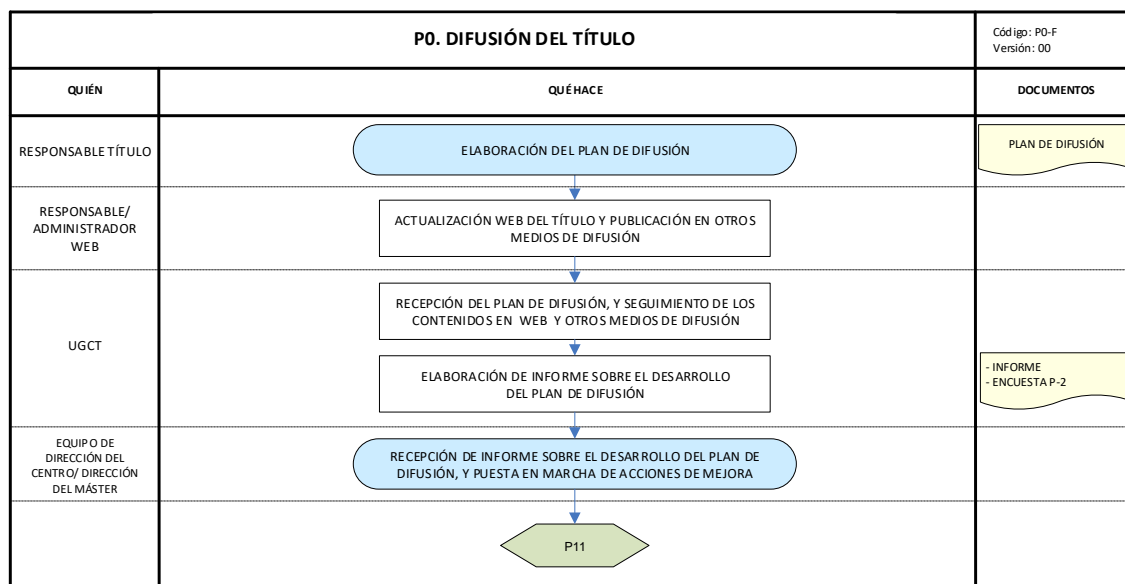 P0. DIFUSIÓN DEL TÍTULO
Código: P0-F
Versión: 00
QUIÉN
QUÉ HACE
DOCUMENTOS
RESPONSABLE TÍTULO
ELABORACIÓN DEL PLAN DE DIFUSIÓN
PLAN DE DIFUSIÓN
RESPONSABLE/
ADMINISTRADOR
WEB
ACTUALIZACIÓN WEB DEL TÍTULO Y PUBLICACIÓN EN OTROS
MEDIOS DE DIFUSIÓN
UGCT
RECEPCIÓN DEL PLAN DE DIFUSIÓN, Y SEGUIMIENTO DE LOS
CONTENIDOS EN WEB Y OTROS MEDIOS DE DIFUSIÓN
ELABORACIÓN DE INFORME SOBRE EL DESARROLLO
DEL PLAN DE DIFUSIÓN
- INFORME
- ENCUESTA P-2
EQUIPO DE
DIRECCIÓN DEL
CENTRO/ DIRECCIÓN
DEL MÁSTER
RECEPCIÓN DE INFORME SOBRE EL DESARROLLO DEL PLAN DE
DIFUSIÓN, Y PUESTA EN MARCHA DE ACCIONES DE MEJORA
P11